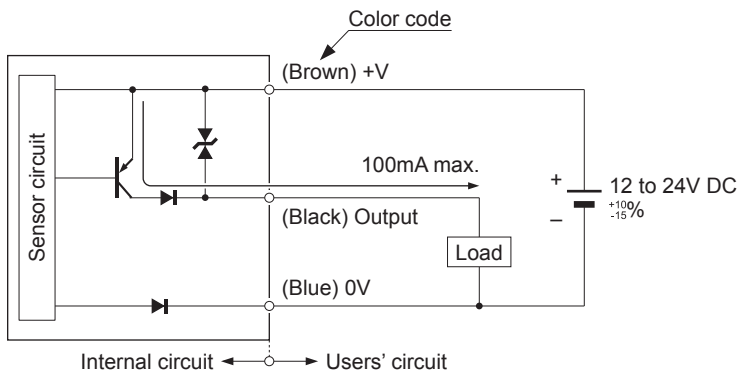 Color code
(Brown) +V
Sensor circuit
100mA max.
+
12 to 24V DC
+10
-15 %
−
(Black) Output
Load
(Blue) 0V
Internal circuit
Users' circuit